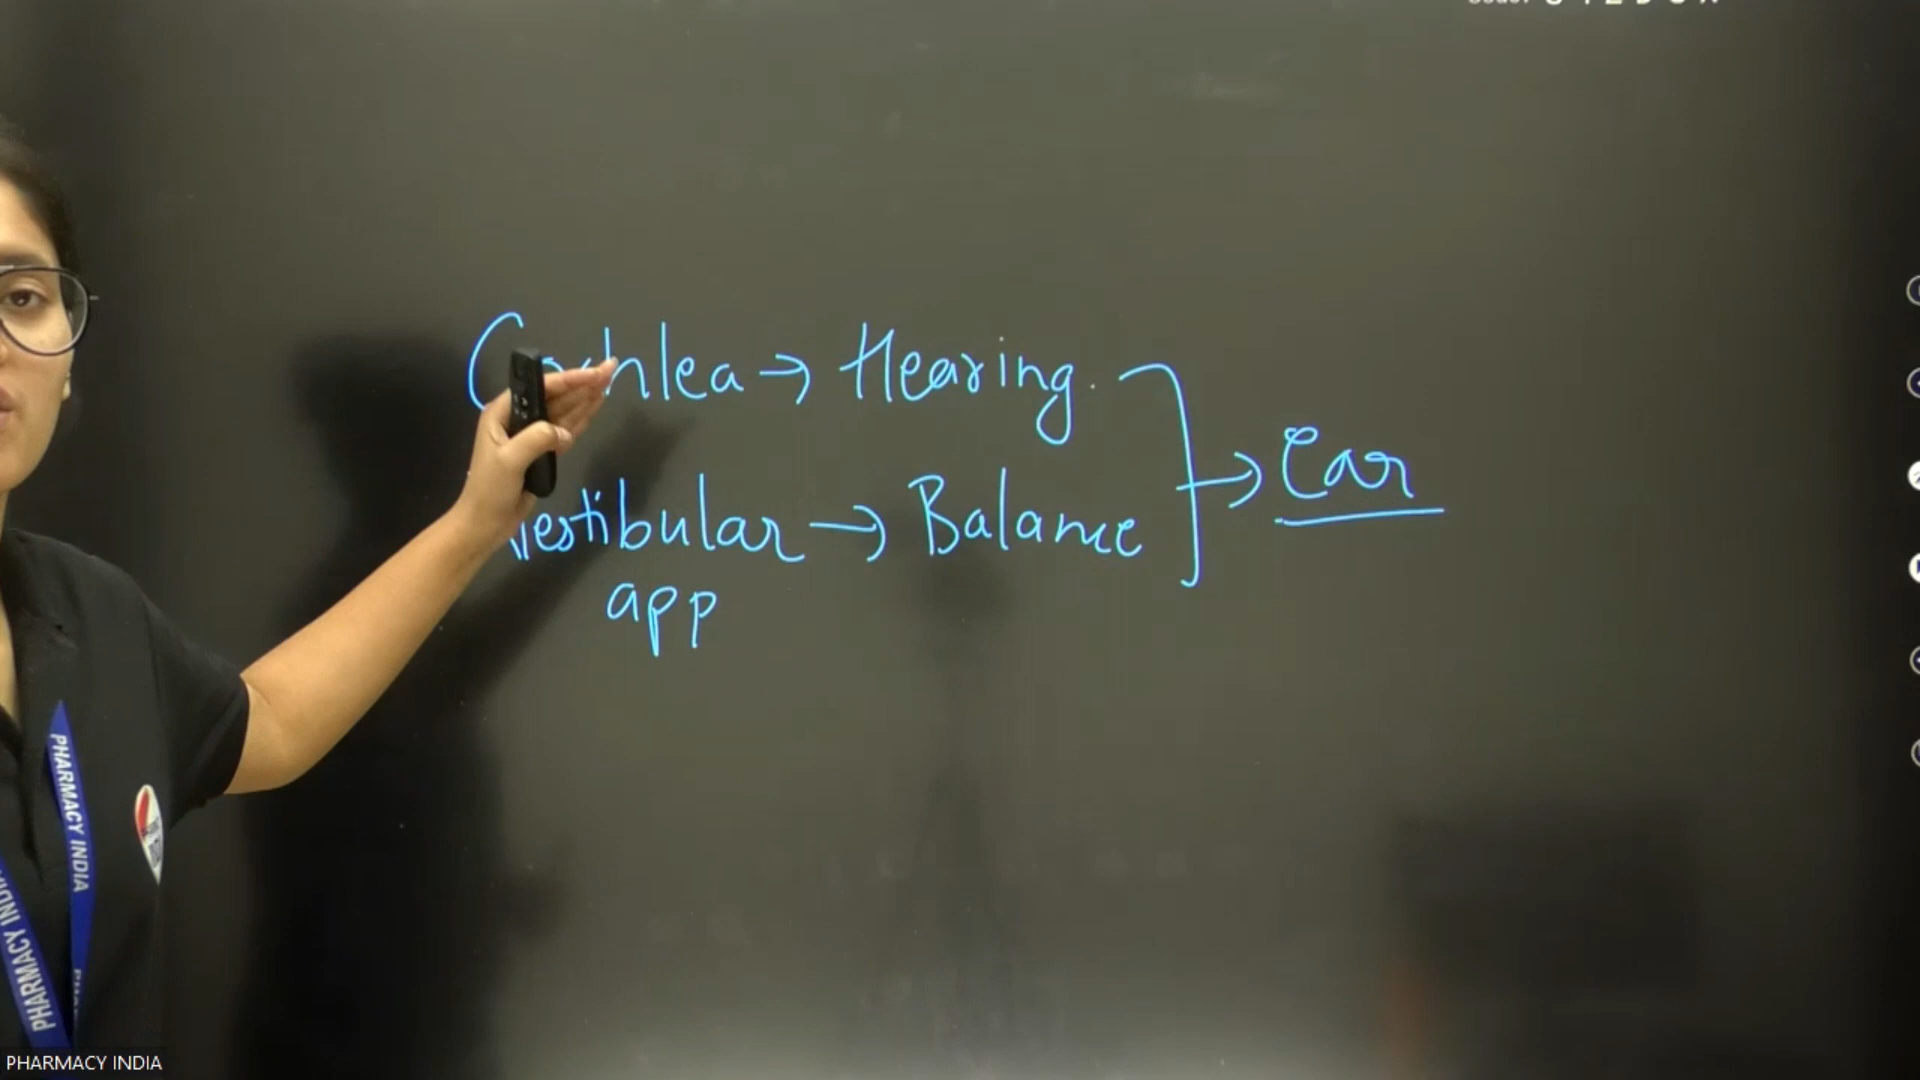 Cochlea → Hearing.
Vestibular → Balance
app
→ Ear
PHARMACY INDIA
PHARMACY INDIA
PHARMACY INDIA